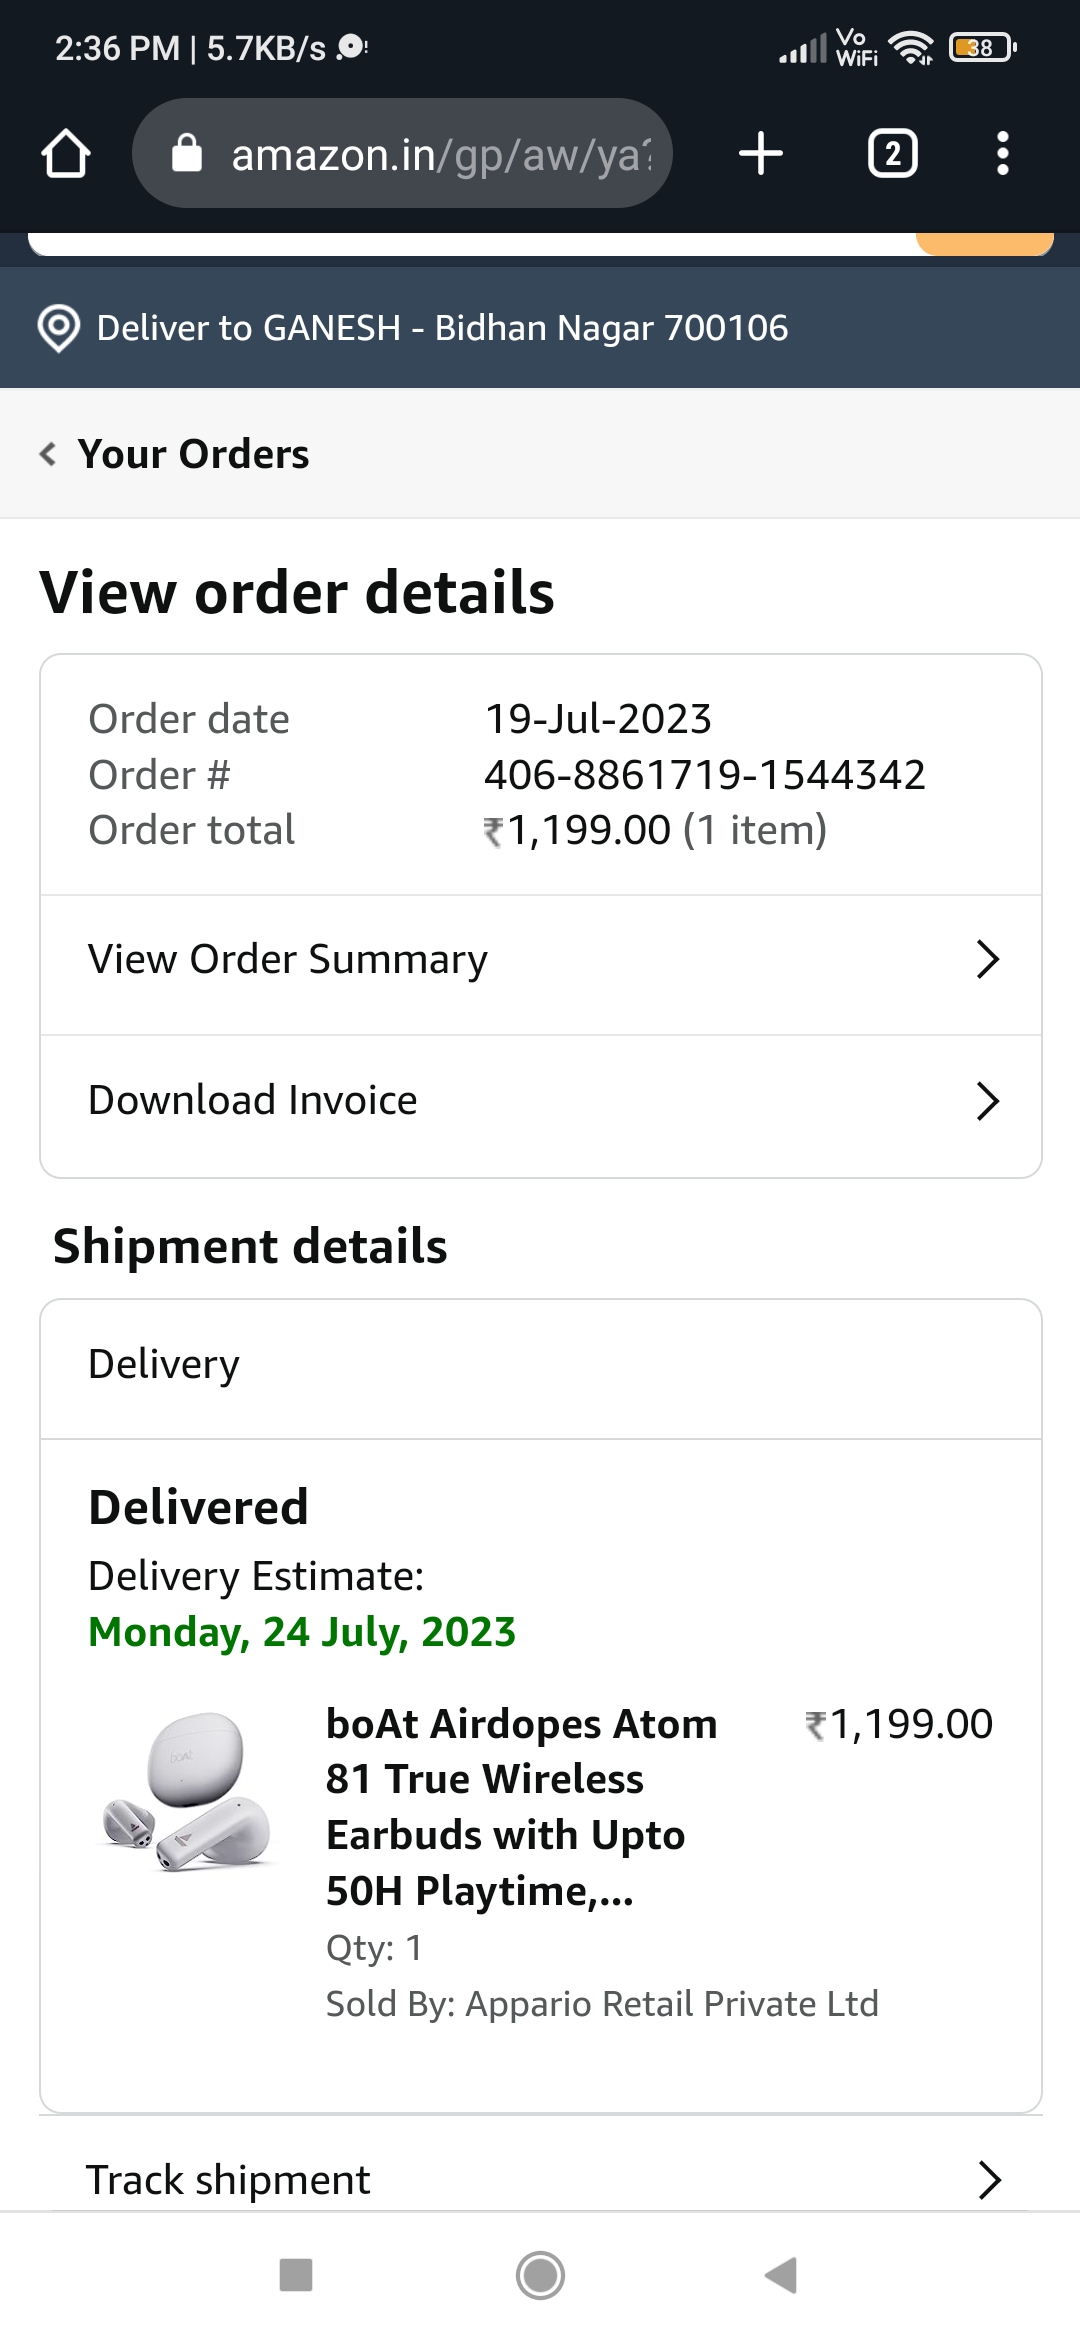 2:36 PM | 5.7KB/s
Vo WiFi
38
amazon.in/gp/aw/ya?
2
Deliver to GANESH - Bidhan Nagar 700106
Your Orders
View order details
Order date 19-Jul-2023
Order # 406-8861719-1544342
Order total ₹1,199.00 (1 item)
View Order Summary
Download Invoice
Shipment details
Delivery
Delivered
Delivery Estimate:
Monday, 24 July, 2023
boAt
boAt Airdopes Atom ₹1,199.00
81 True Wireless
Earbuds with Upto
50H Playtime,...
Qty: 1
Sold By: Appario Retail Private Ltd
Track shipment